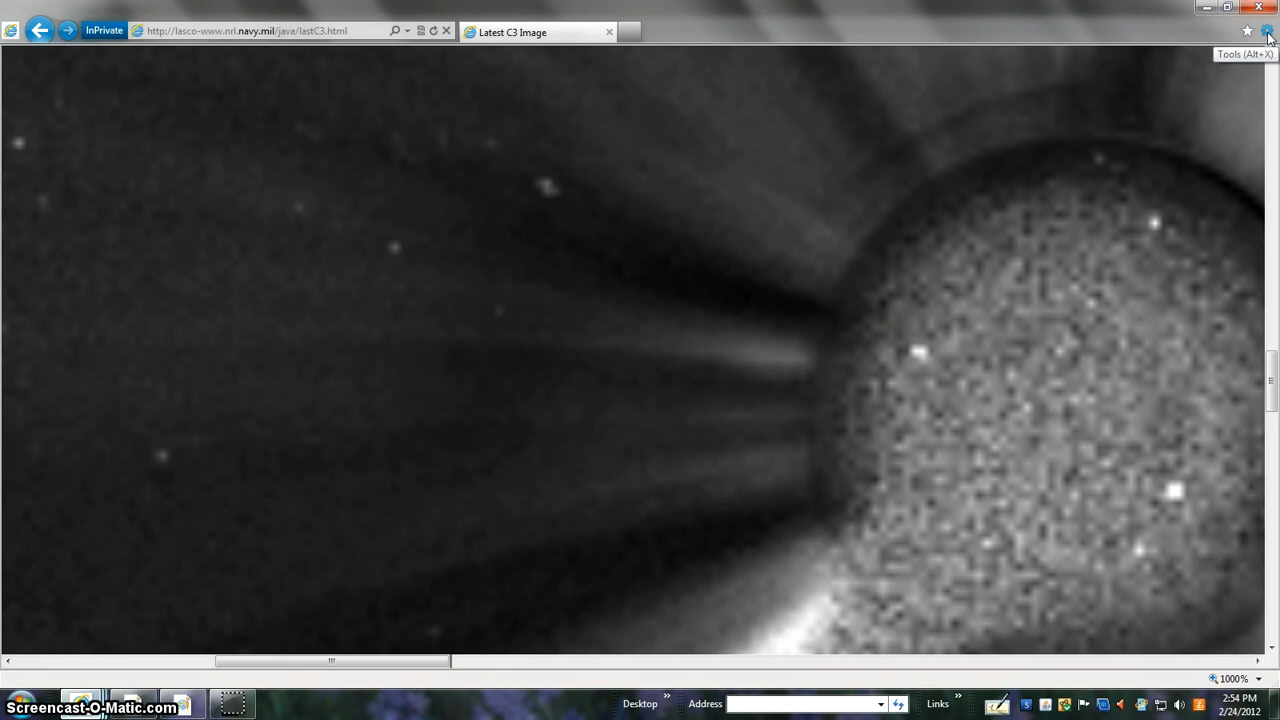 InPrivate
http://lasco-www.nrl.navy.mil/java/lastC3.html
Latest C3 Image
Tools (Alt+X)
1000%
Desktop
»
Address
Links
»
2:54 PM
2/24/2012
Screencast-O-Matic.com